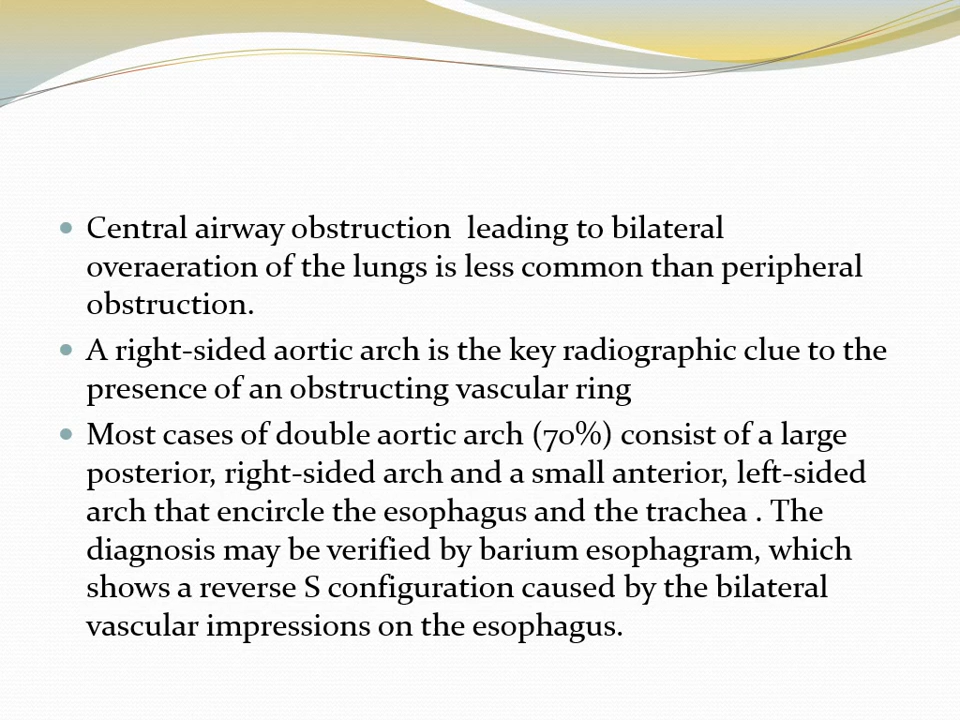 • Central airway obstruction  leading to bilateral
overaeration of the lungs is less common than peripheral
obstruction.
• A right-sided aortic arch is the key radiographic clue to the
presence of an obstructing vascular ring
• Most cases of double aortic arch (70%) consist of a large
posterior, right-sided arch and a small anterior, left-sided
arch that encircle the esophagus and the trachea . The
diagnosis may be verified by barium esophagram, which
shows a reverse S configuration caused by the bilateral
vascular impressions on the esophagus.